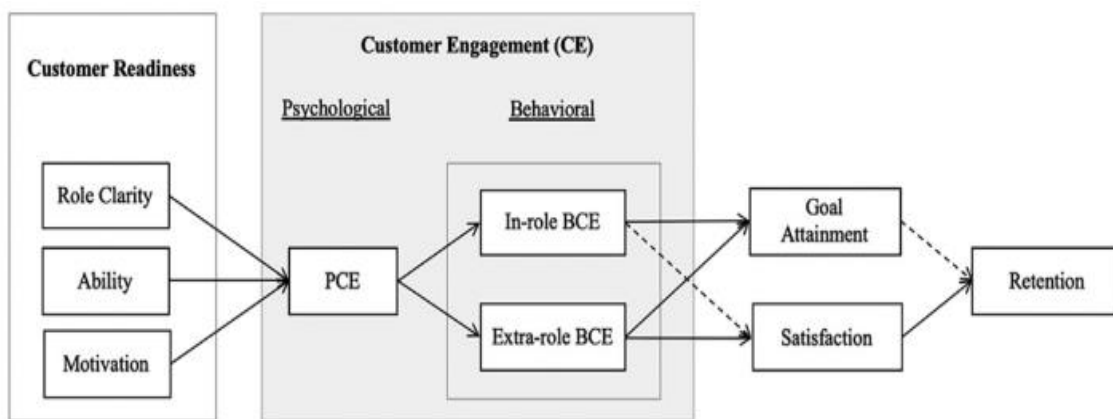 Customer Engagement (CE)
Customer Readiness
Psychological
Behavioral
Role Clarity
Ability
Motivation
PCE
In-role BCE
Extra-role BCE
Goal
Attainment
Satisfaction
Retention